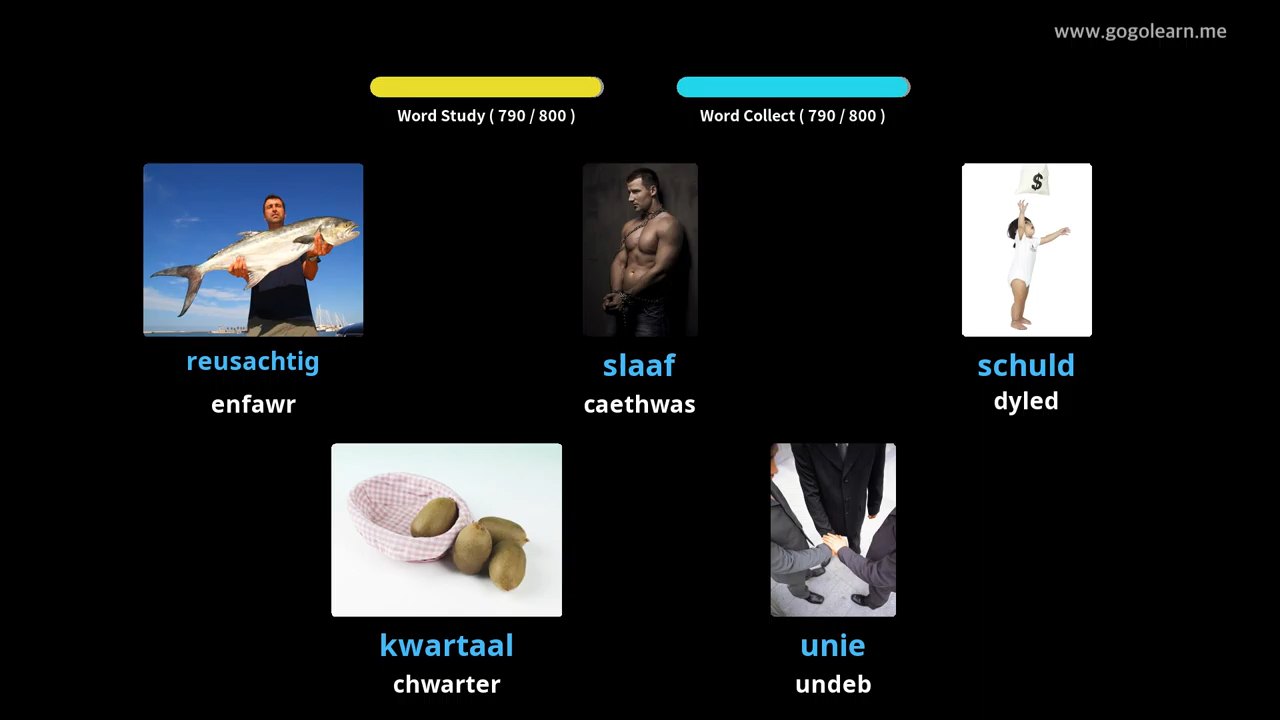 www.gogolearn.me
Word Study ( 790 / 800 )
Word Collect ( 790 / 800 )
$
reusachtig
slaaf
schuld
enfawr
caethwas
dyled
kwartaal
unie
chwarter
undeb